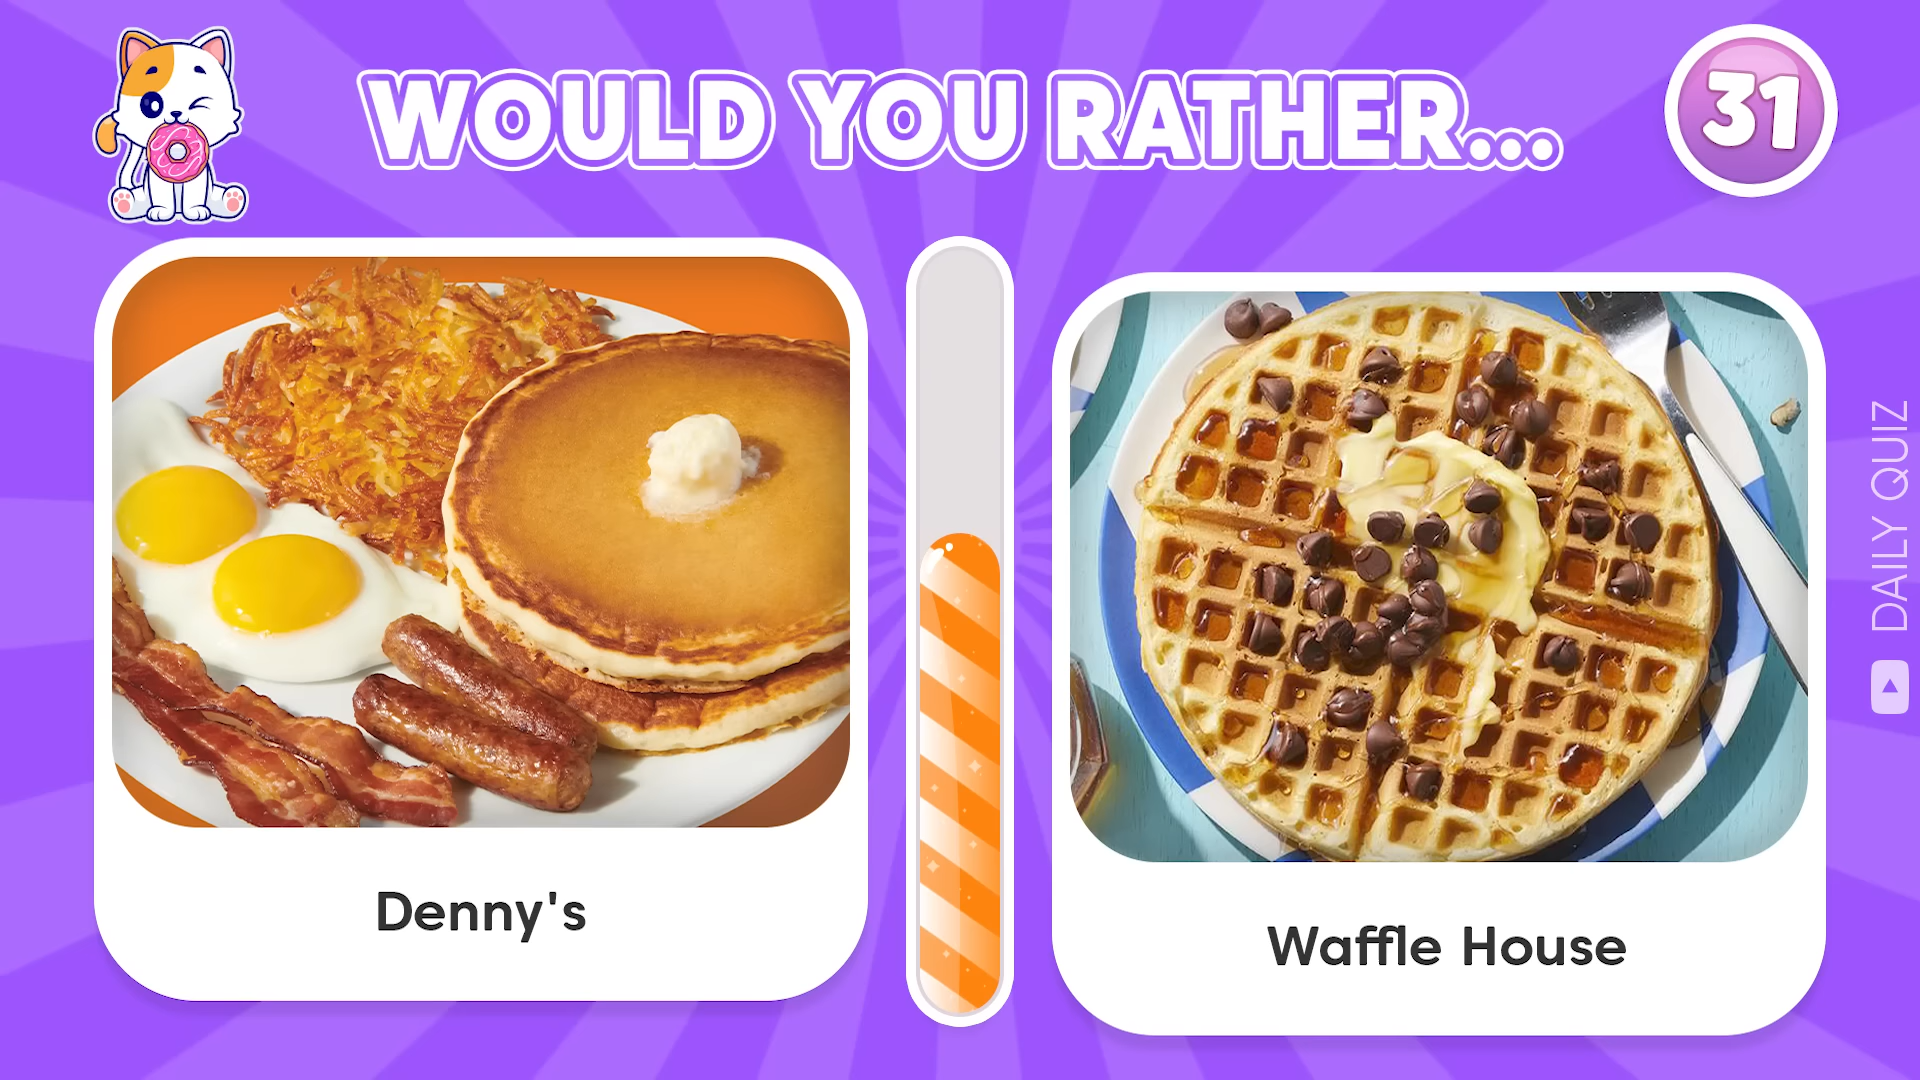 WOULD YOU RATHER...
31
Denny's
Waffle House
DAILY QUIZ